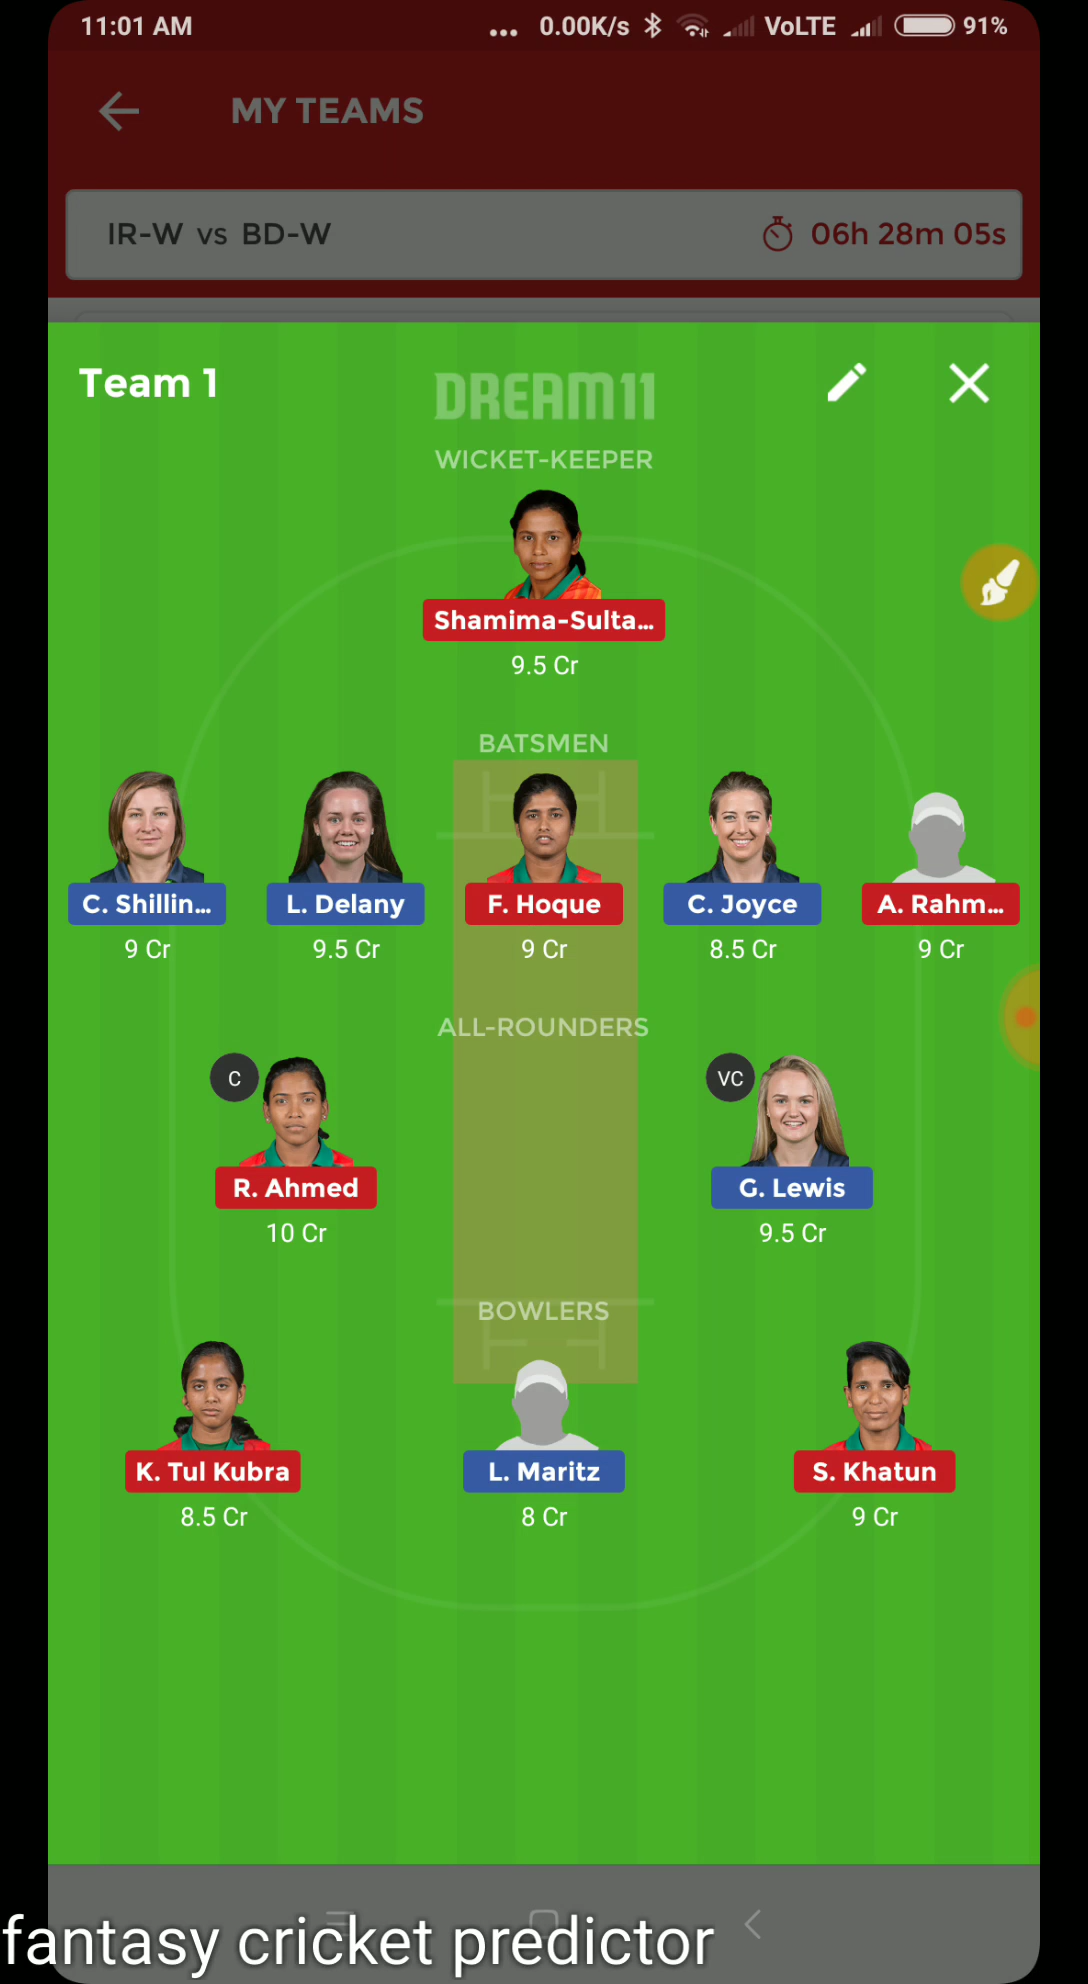 11:01 AM ... 0.00K/s VoLTE 91%
MY TEAMS
IR-W vs BD-W 06h 28m 05s
Team 1 DREAM11
WICKET-KEEPER
Shamima-Sulta...
9.5 Cr
BATSMEN
C. Shillin... L. Delany F. Hoque C. Joyce A. Rahm...
9 Cr 9.5 Cr 9 Cr 8.5 Cr 9 Cr
ALL-ROUNDERS
C VC
R. Ahmed G. Lewis
10 Cr 9.5 Cr
BOWLERS
K. Tul Kubra L. Maritz S. Khatun
8.5 Cr 8 Cr 9 Cr
fantasy cricket predictor